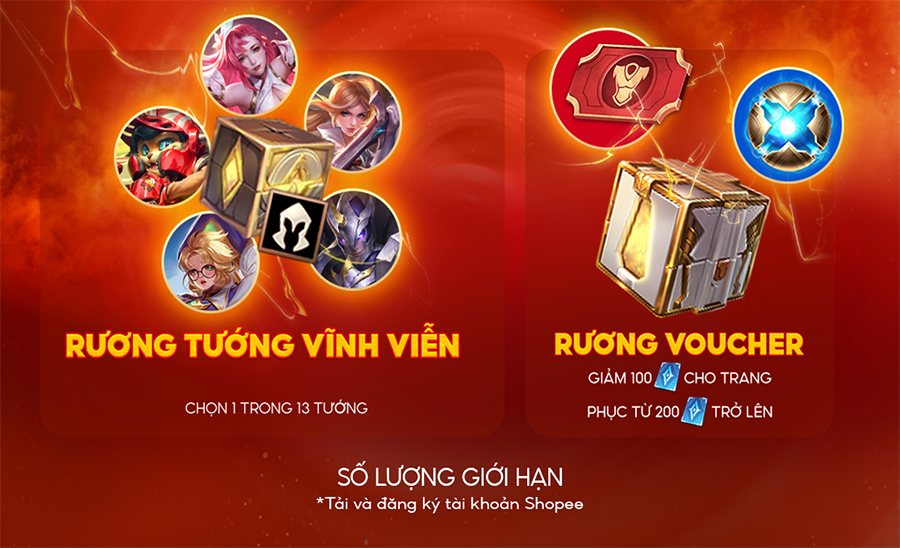 RƯƠNG TƯỚNG VĨNH VIỄN
CHỌN 1 TRONG 13 TƯỚNG
RƯƠNG VOUCHER
GIẢM 100 CHO TRANG
PHỤC TỪ 200 TRỞ LÊN
SỐ LƯỢNG GIỚI HẠN
*Tải và đăng ký tài khoản Shopee